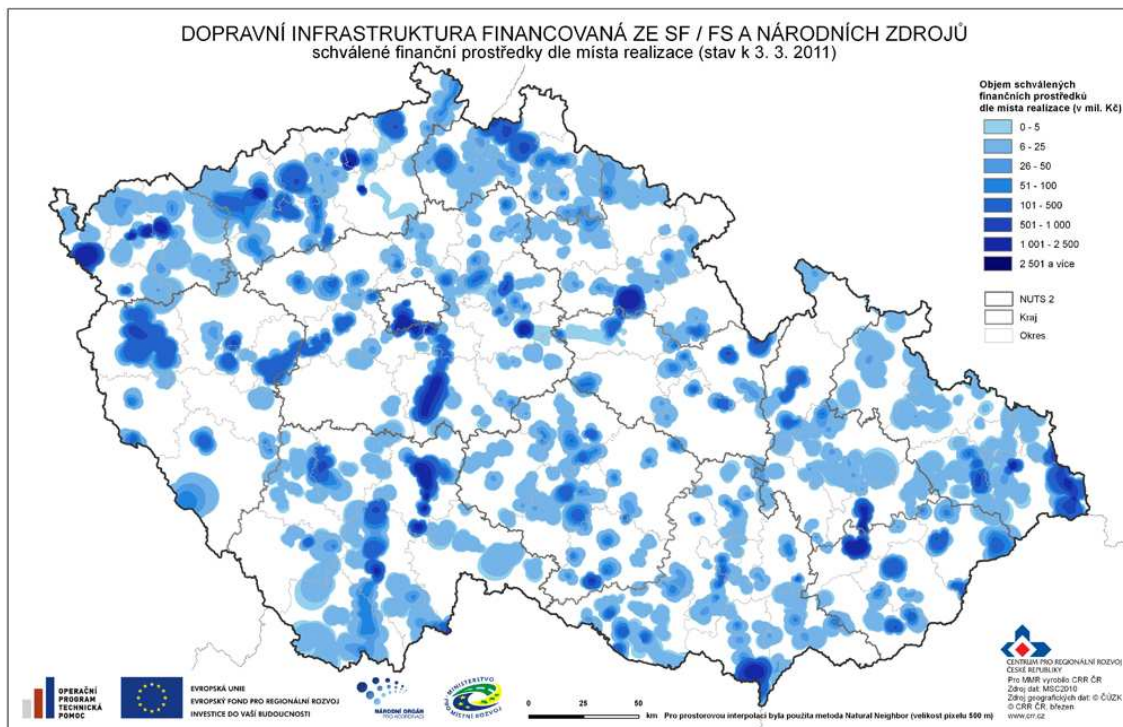 DOPRAVNÍ INFRASTRUKTURA FINANCOVANÁ ZE SF / FS A NÁRODNÍCH ZDROJŮ
schválené finanční prostředky dle místa realizace (stav k 3. 3. 2011)
Objem schválených
finančních prostředků
dle místa realizace (v mil. Kč)
0 - 5
6 - 25
26 - 50
51 - 100
101 - 500
501 - 1 000
1 001 - 2 500
2 501 a více
NUTS 2
Kraj
Okres
OPERAČNÍ
PROGRAM
TECHNICKÁ
POMOC
EVROPSKÁ UNIE
EVROPSKÝ FOND PRO REGIONÁLNÍ ROZVOJ
INVESTICE DO VAŠÍ BUDOUCNOSTI
NÁRODNÍ ORGÁN
PRO KOORDINACI
MINISTERSTVO
PRO MÍSTNÍ ROZVOJ
0 25 50
km
Pro prostorovou interpolaci byla použita metoda Natural Neighbor (velikost pixelu 500 m)
CENTRUM PRO REGIONÁLNÍ ROZVOJ
ČESKÉ REPUBLIKY
Pro MMR vyrobilo CRR ČR
Zdroj dat: MSC2010
Zdroj geografických dat: © ČÚZK
© CRR ČR, březen
www.crr.cz